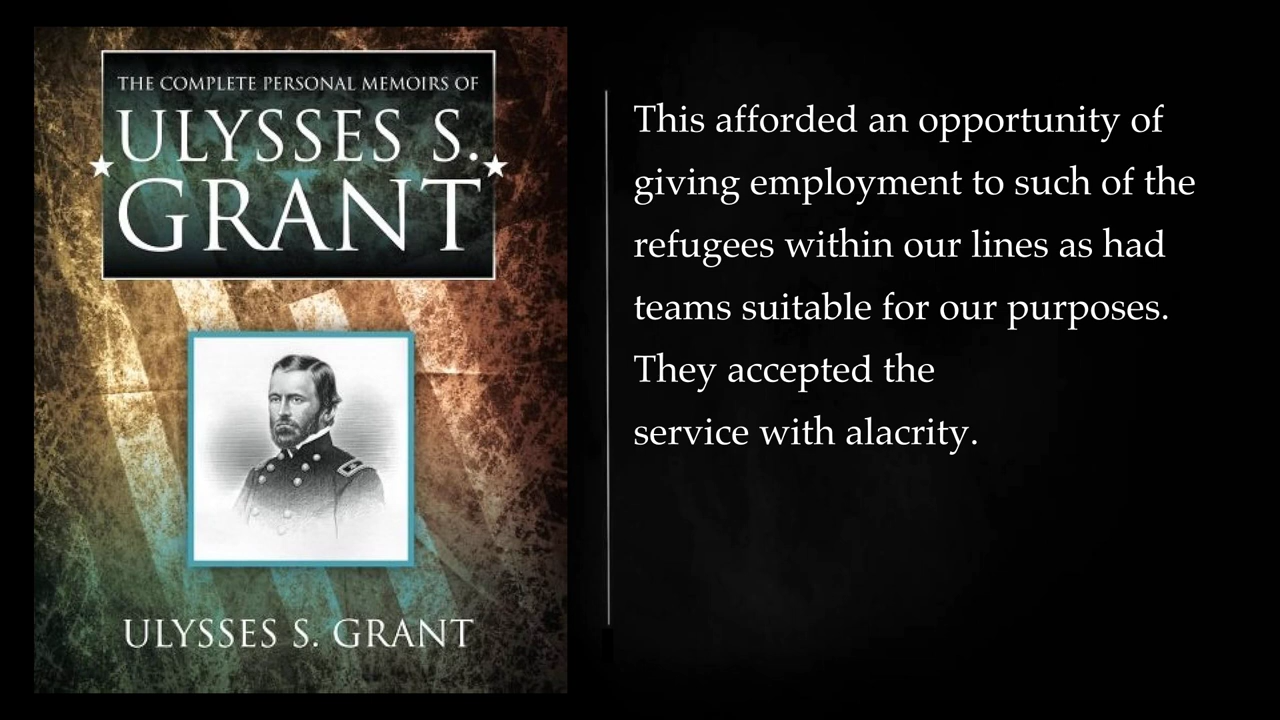 THE COMPLETE PERSONAL MEMOIRS OF
ULYSSES S.
GRANT
ULYSSES S. GRANT
This afforded an opportunity of
giving employment to such of the
refugees within our lines as had
teams suitable for our purposes.
They accepted the
service with alacrity.